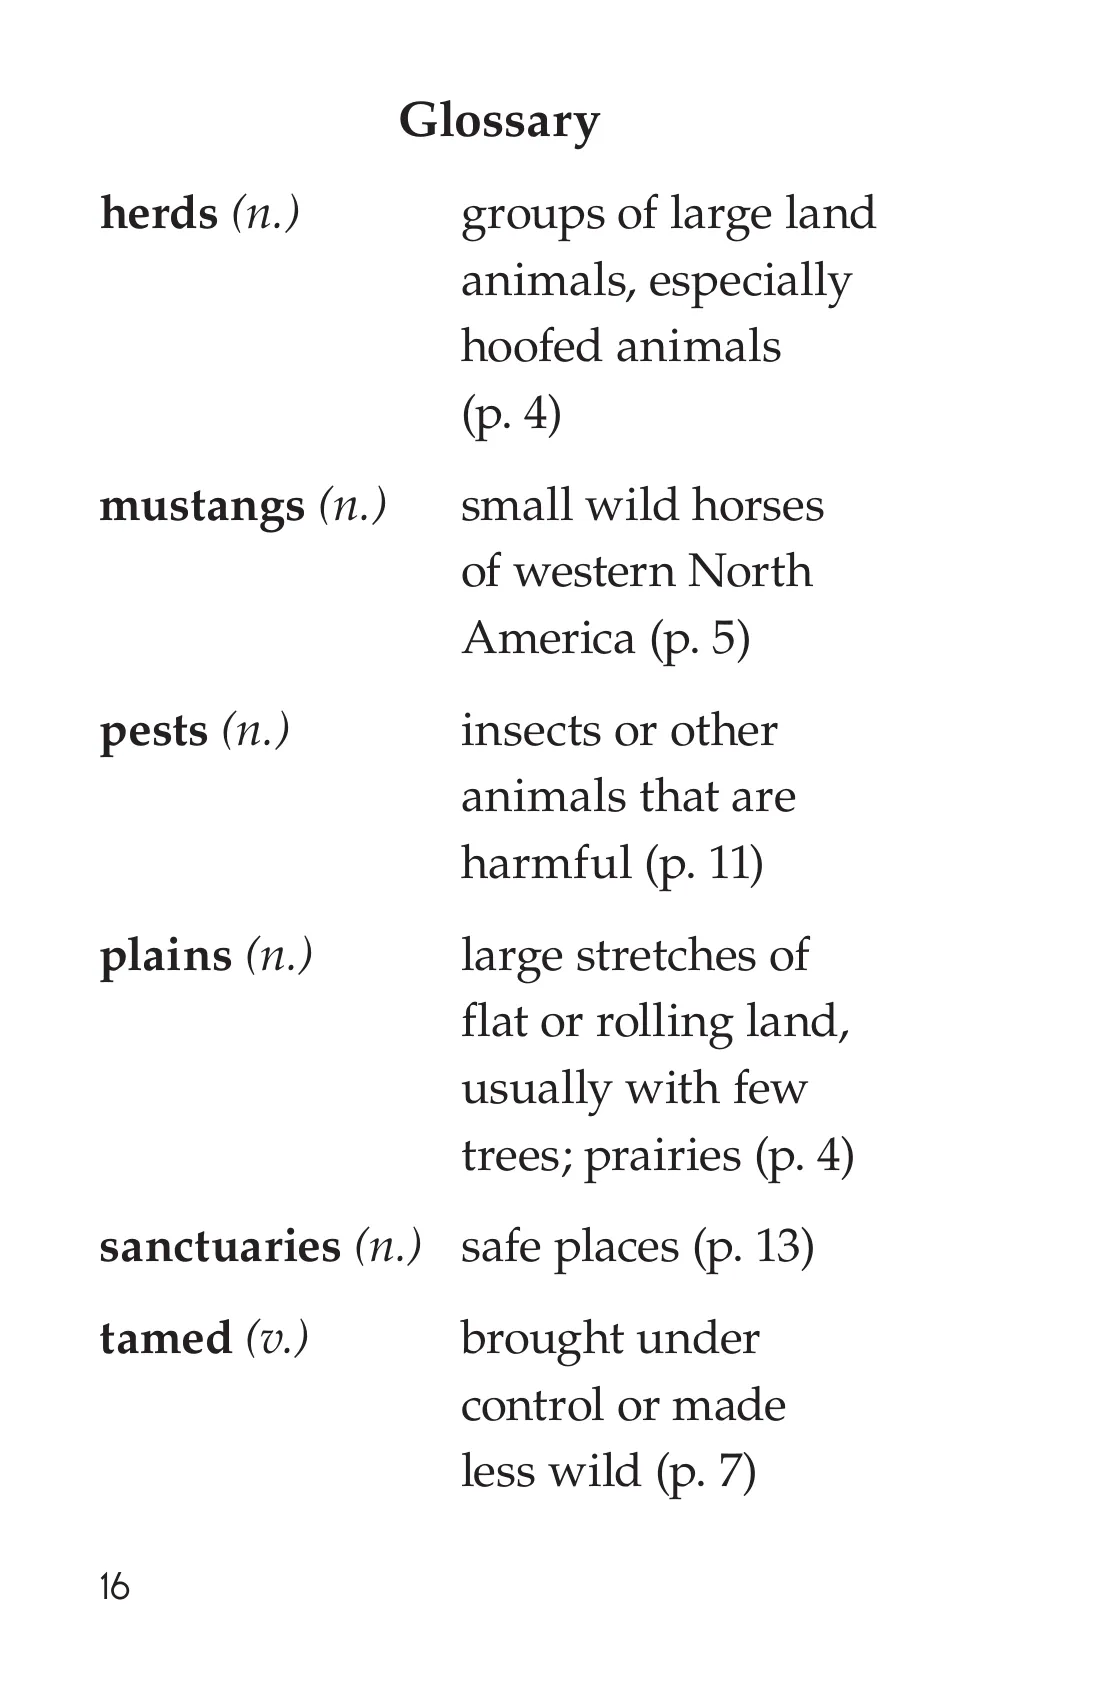 Glossary
herds (n.) groups of large land
animals, especially
hoofed animals
(p. 4)
mustangs (n.) small wild horses
of western North
America (p. 5)
pests (n.) insects or other
animals that are
harmful (p. 11)
plains (n.) large stretches of
flat or rolling land,
usually with few
trees; prairies (p. 4)
sanctuaries (n.) safe places (p. 13)
tamed (v.) brought under
control or made
less wild (p. 7)
16